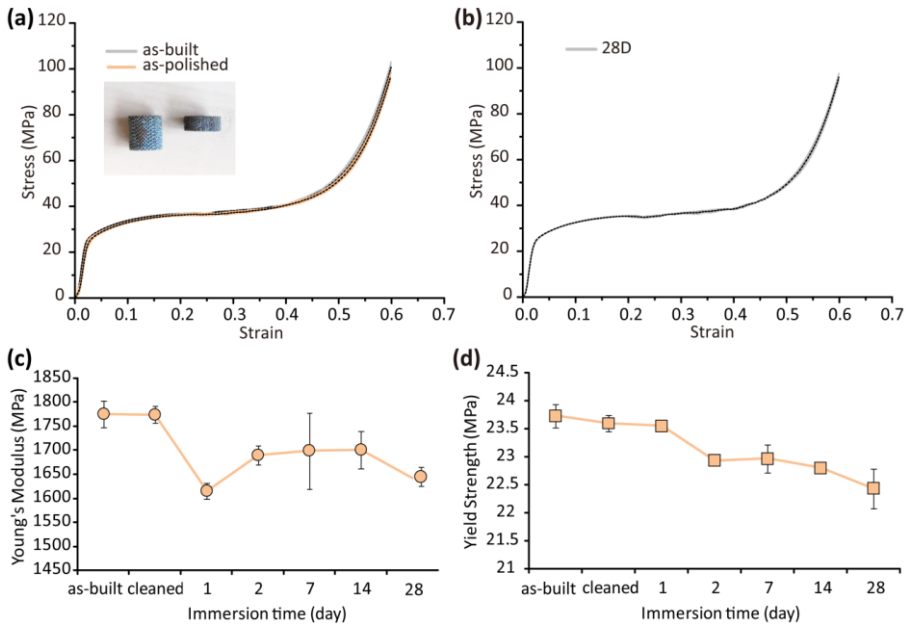 (a)
120
100
80
60
40
20
0
Stress (MPa)
as-built
as-polished
0.0 0.1 0.2 0.3 0.4 0.5 0.6 0.7
Strain
(b)
120
100
80
60
40
20
0
Stress (MPa)
28D
0.0 0.1 0.2 0.3 0.4 0.5 0.6 0.7
Strain
(c)
1850
1800
1750
1700
1650
1600
1550
1500
1450
Young's Modulus (MPa)
as-built cleaned 1 2 7 14 28
Immersion time (day)
(d)
24.5
24
23.5
23
22.5
22
21.5
21
Yield Strength (MPa)
as-built cleaned 1 2 7 14 28
Immersion time (day)